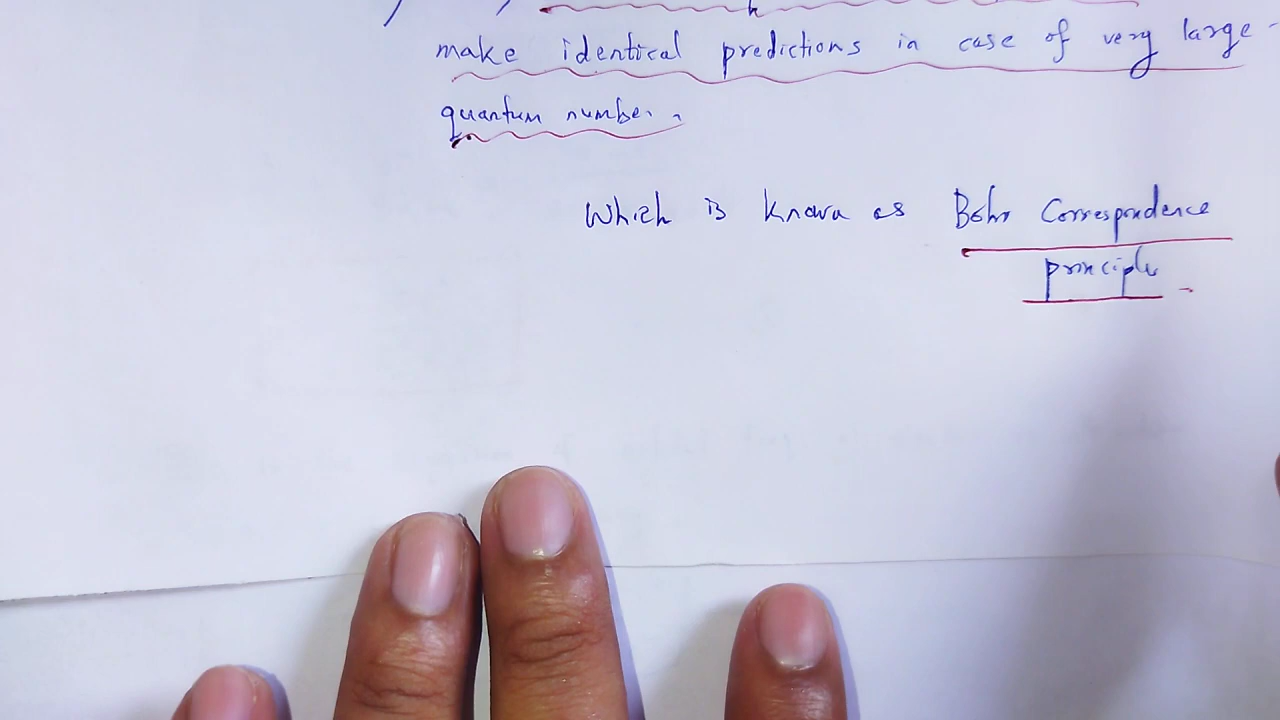 make identical predictions in case of very large
quantum number.
Which is known as Bohr Correspondence
principle